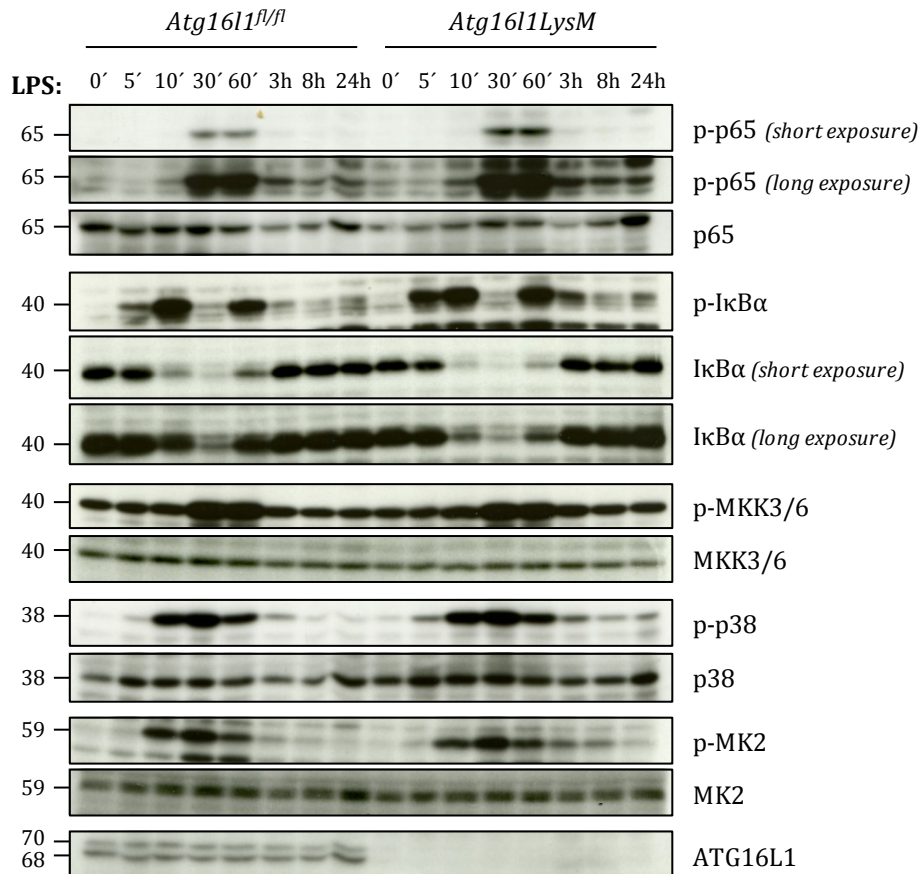 Atg16l1fl/fl Atg16l1LysM
LPS: 0´ 5´ 10´ 30´ 60´ 3h 8h 24h 0´ 5´ 10´ 30´ 60´ 3h 8h 24h
65 p-p65 (short exposure)
65 p-p65 (long exposure)
65 p65
40 p-IκBα
40 IκBα (short exposure)
40 IκBα (long exposure)
40 p-MKK3/6
40 MKK3/6
38 p-p38
38 p38
59 p-MK2
59 MK2
70
68 ATG16L1